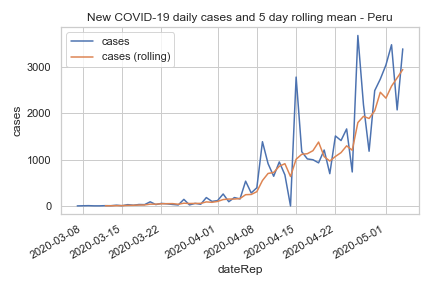 New COVID-19 daily cases and 5 day rolling mean - Peru
cases
cases (rolling)
3000
2000
1000
0
cases
2020-03-08
2020-03-15
2020-03-22
2020-04-01
2020-04-08
2020-04-15
2020-04-22
2020-05-01
dateRep